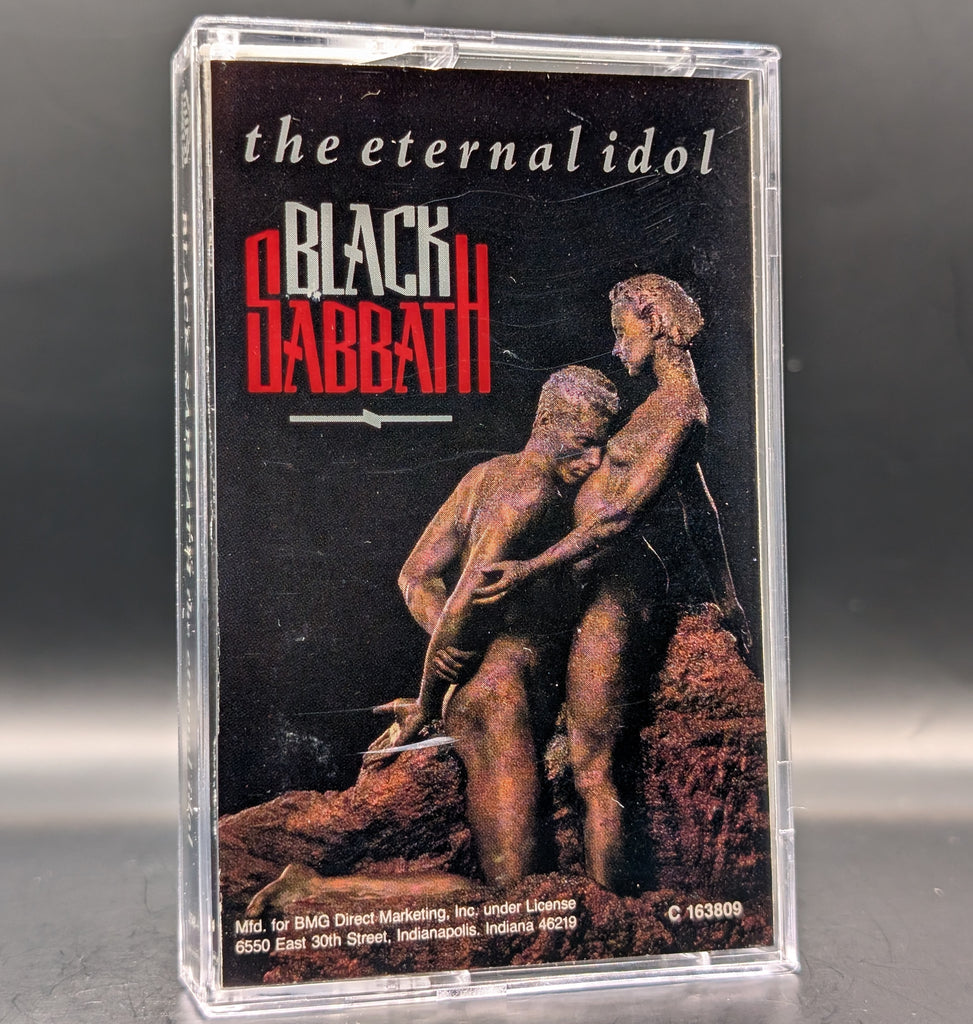 the eternal idol
BLACK
SABBATH
Mfd. for BMG Direct Marketing, Inc. under License
6550 East 30th Street, Indianapolis, Indiana 46219
C 163809